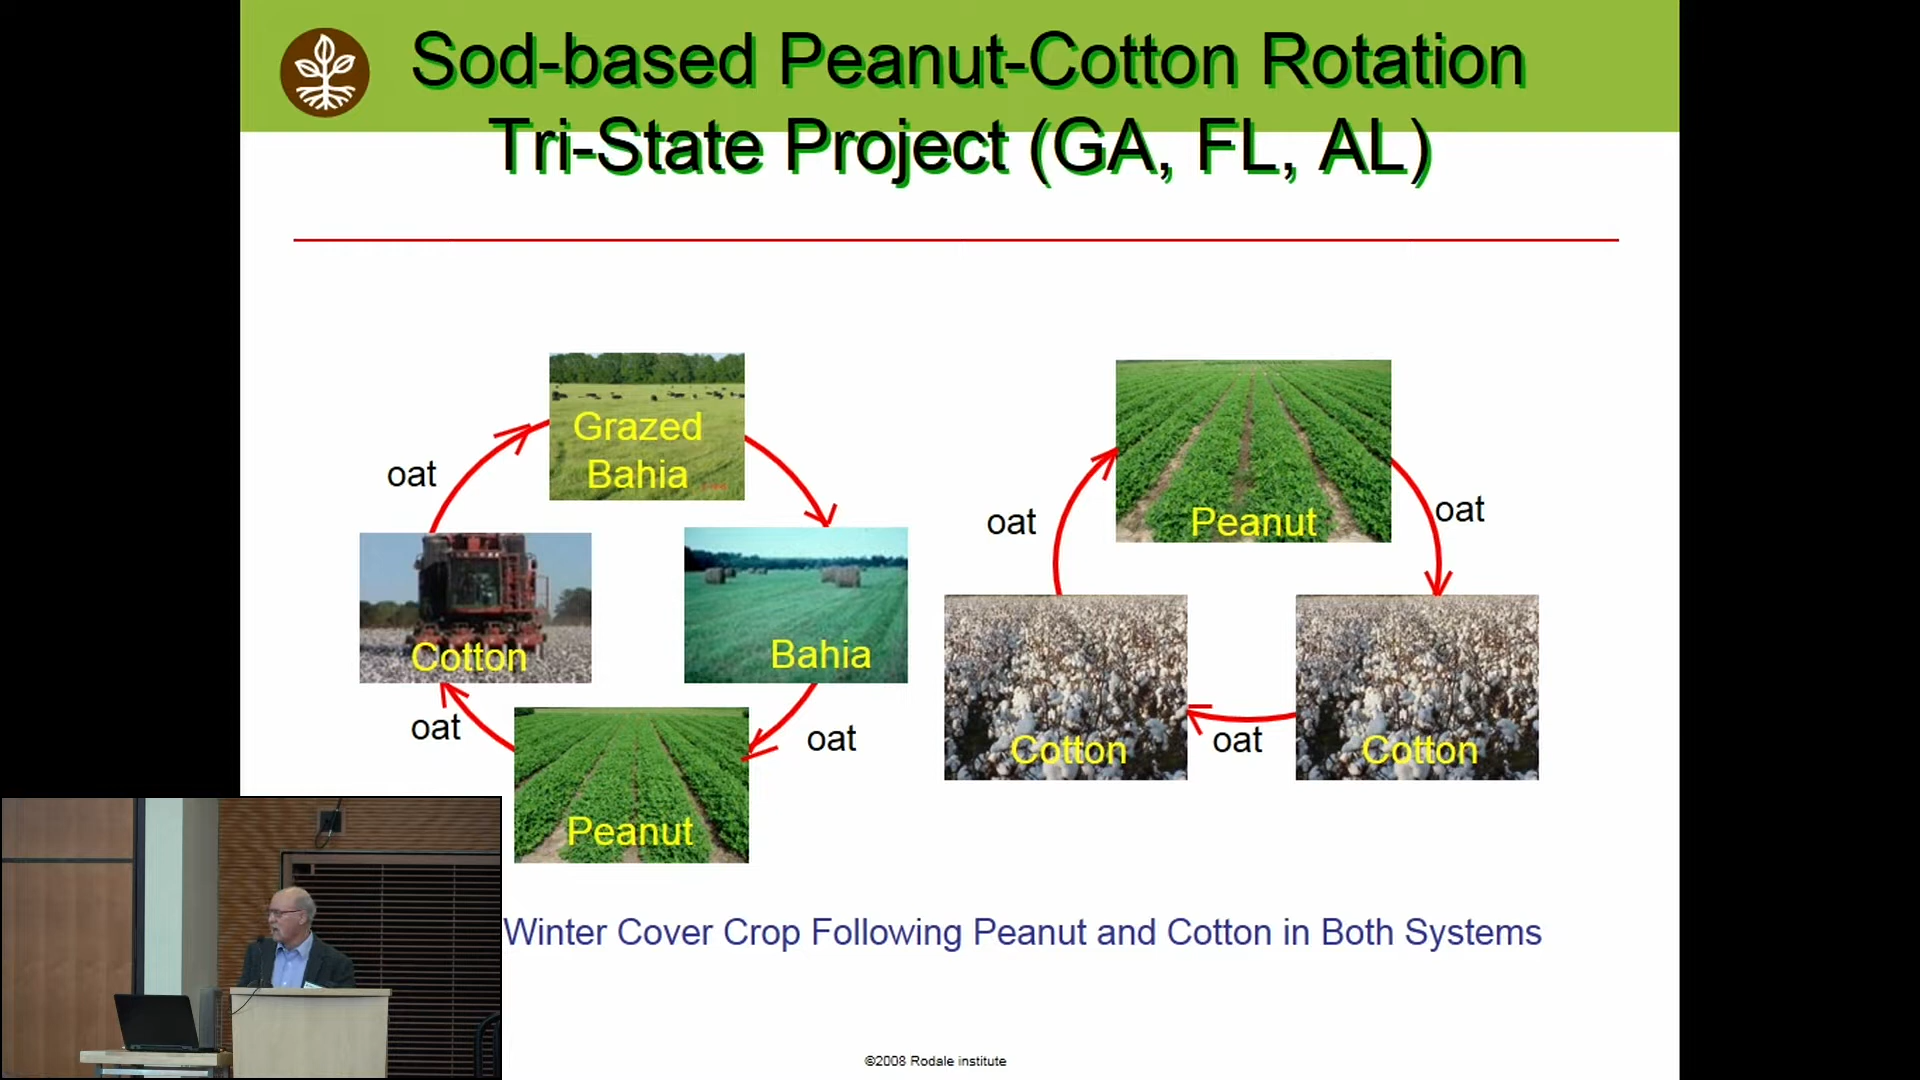 Sod-based Peanut-Cotton Rotation
Tri-State Project (GA, FL, AL)
Grazed
Bahia
oat
Cotton
Bahia
oat
oat
Peanut
Peanut
oat
oat
Cotton
oat
Cotton
Winter Cover Crop Following Peanut and Cotton in Both Systems
©2008 Rodale institute